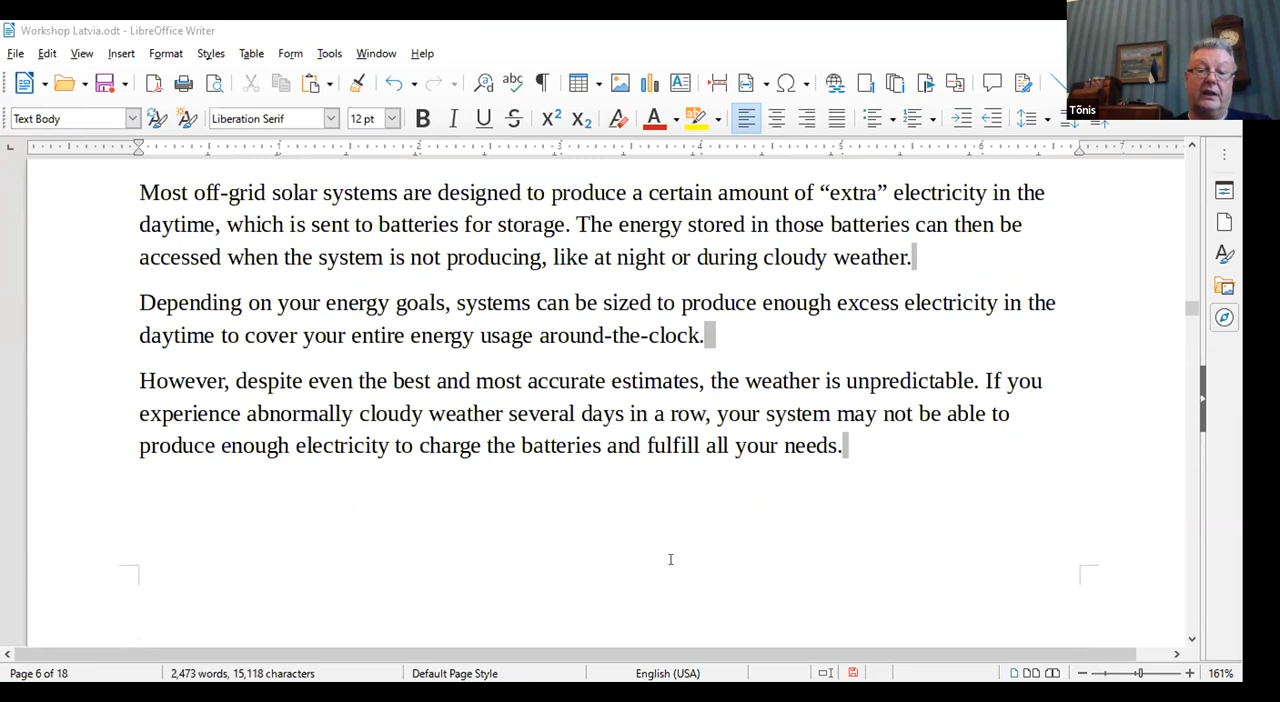 Workshop Latvia.odt - LibreOffice Writer
File Edit View Insert Format Styles Table Form Tools Window Help
Text Body Liberation Serif 12 pt
Tõnis
Most off-grid solar systems are designed to produce a certain amount of “extra” electricity in the
daytime, which is sent to batteries for storage. The energy stored in those batteries can then be
accessed when the system is not producing, like at night or during cloudy weather.
Depending on your energy goals, systems can be sized to produce enough excess electricity in the
daytime to cover your entire energy usage around-the-clock.
However, despite even the best and most accurate estimates, the weather is unpredictable. If you
experience abnormally cloudy weather several days in a row, your system may not be able to
produce enough electricity to charge the batteries and fulfill all your needs.
Page 6 of 18 2,473 words, 15,118 characters Default Page Style English (USA) 161%